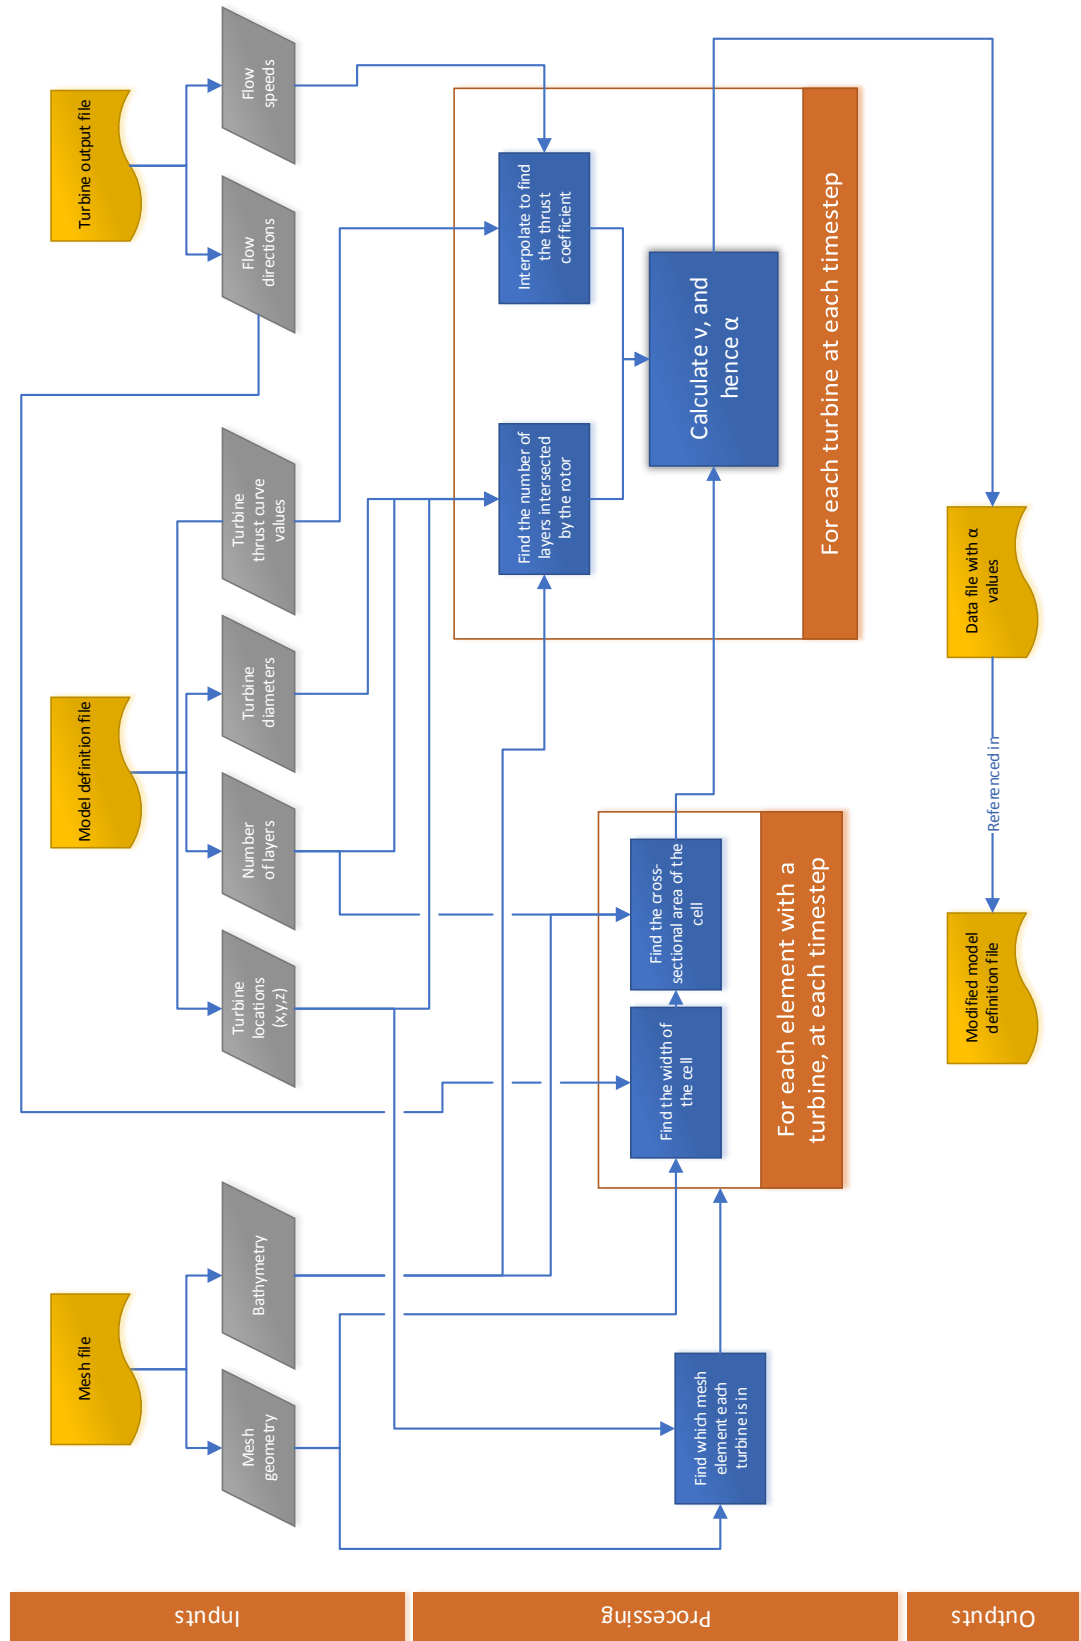 Inputs
Processing
Outputs
Mesh file
Model definition file
Turbine output file
Mesh
geometry
Bathymetry
Turbine
locations
(x,y,z)
Number
of layers
Turbine
diameters
Turbine
thrust curve
values
Flow
directions
Flow
speeds
Find which mesh
element each
turbine is in
Find the width of
the cell
Find the cross-
sectional area of the
cell
For each element with a
turbine, at each timestep
Find the number of
layers intersected
by the rotor
Interpolate to find
the thrust
coefficient
Calculate ν, and
hence α
For each turbine at each timestep
Modified model
definition file
Referenced in
Data file with α
values